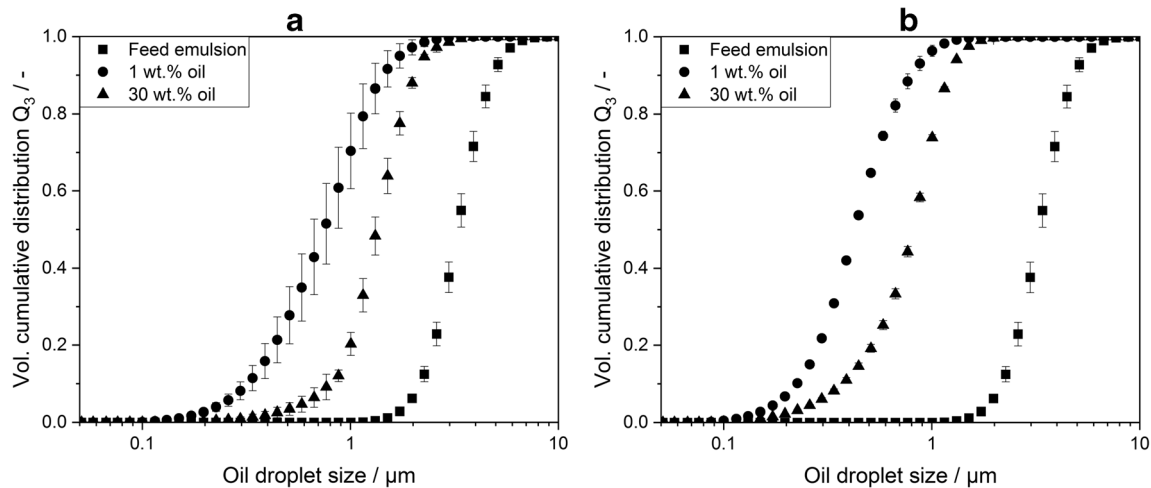 a
Feed emulsion
1 wt.% oil
30 wt.% oil
Vol. cumulative distribution Q₃ / -
1.0
0.8
0.6
0.4
0.2
0.0
0.1
1
10
Oil droplet size / µm
b
Feed emulsion
1 wt.% oil
30 wt.% oil
Vol. cumulative distribution Q₃ / -
1.0
0.8
0.6
0.4
0.2
0.0
0.1
1
10
Oil droplet size / µm